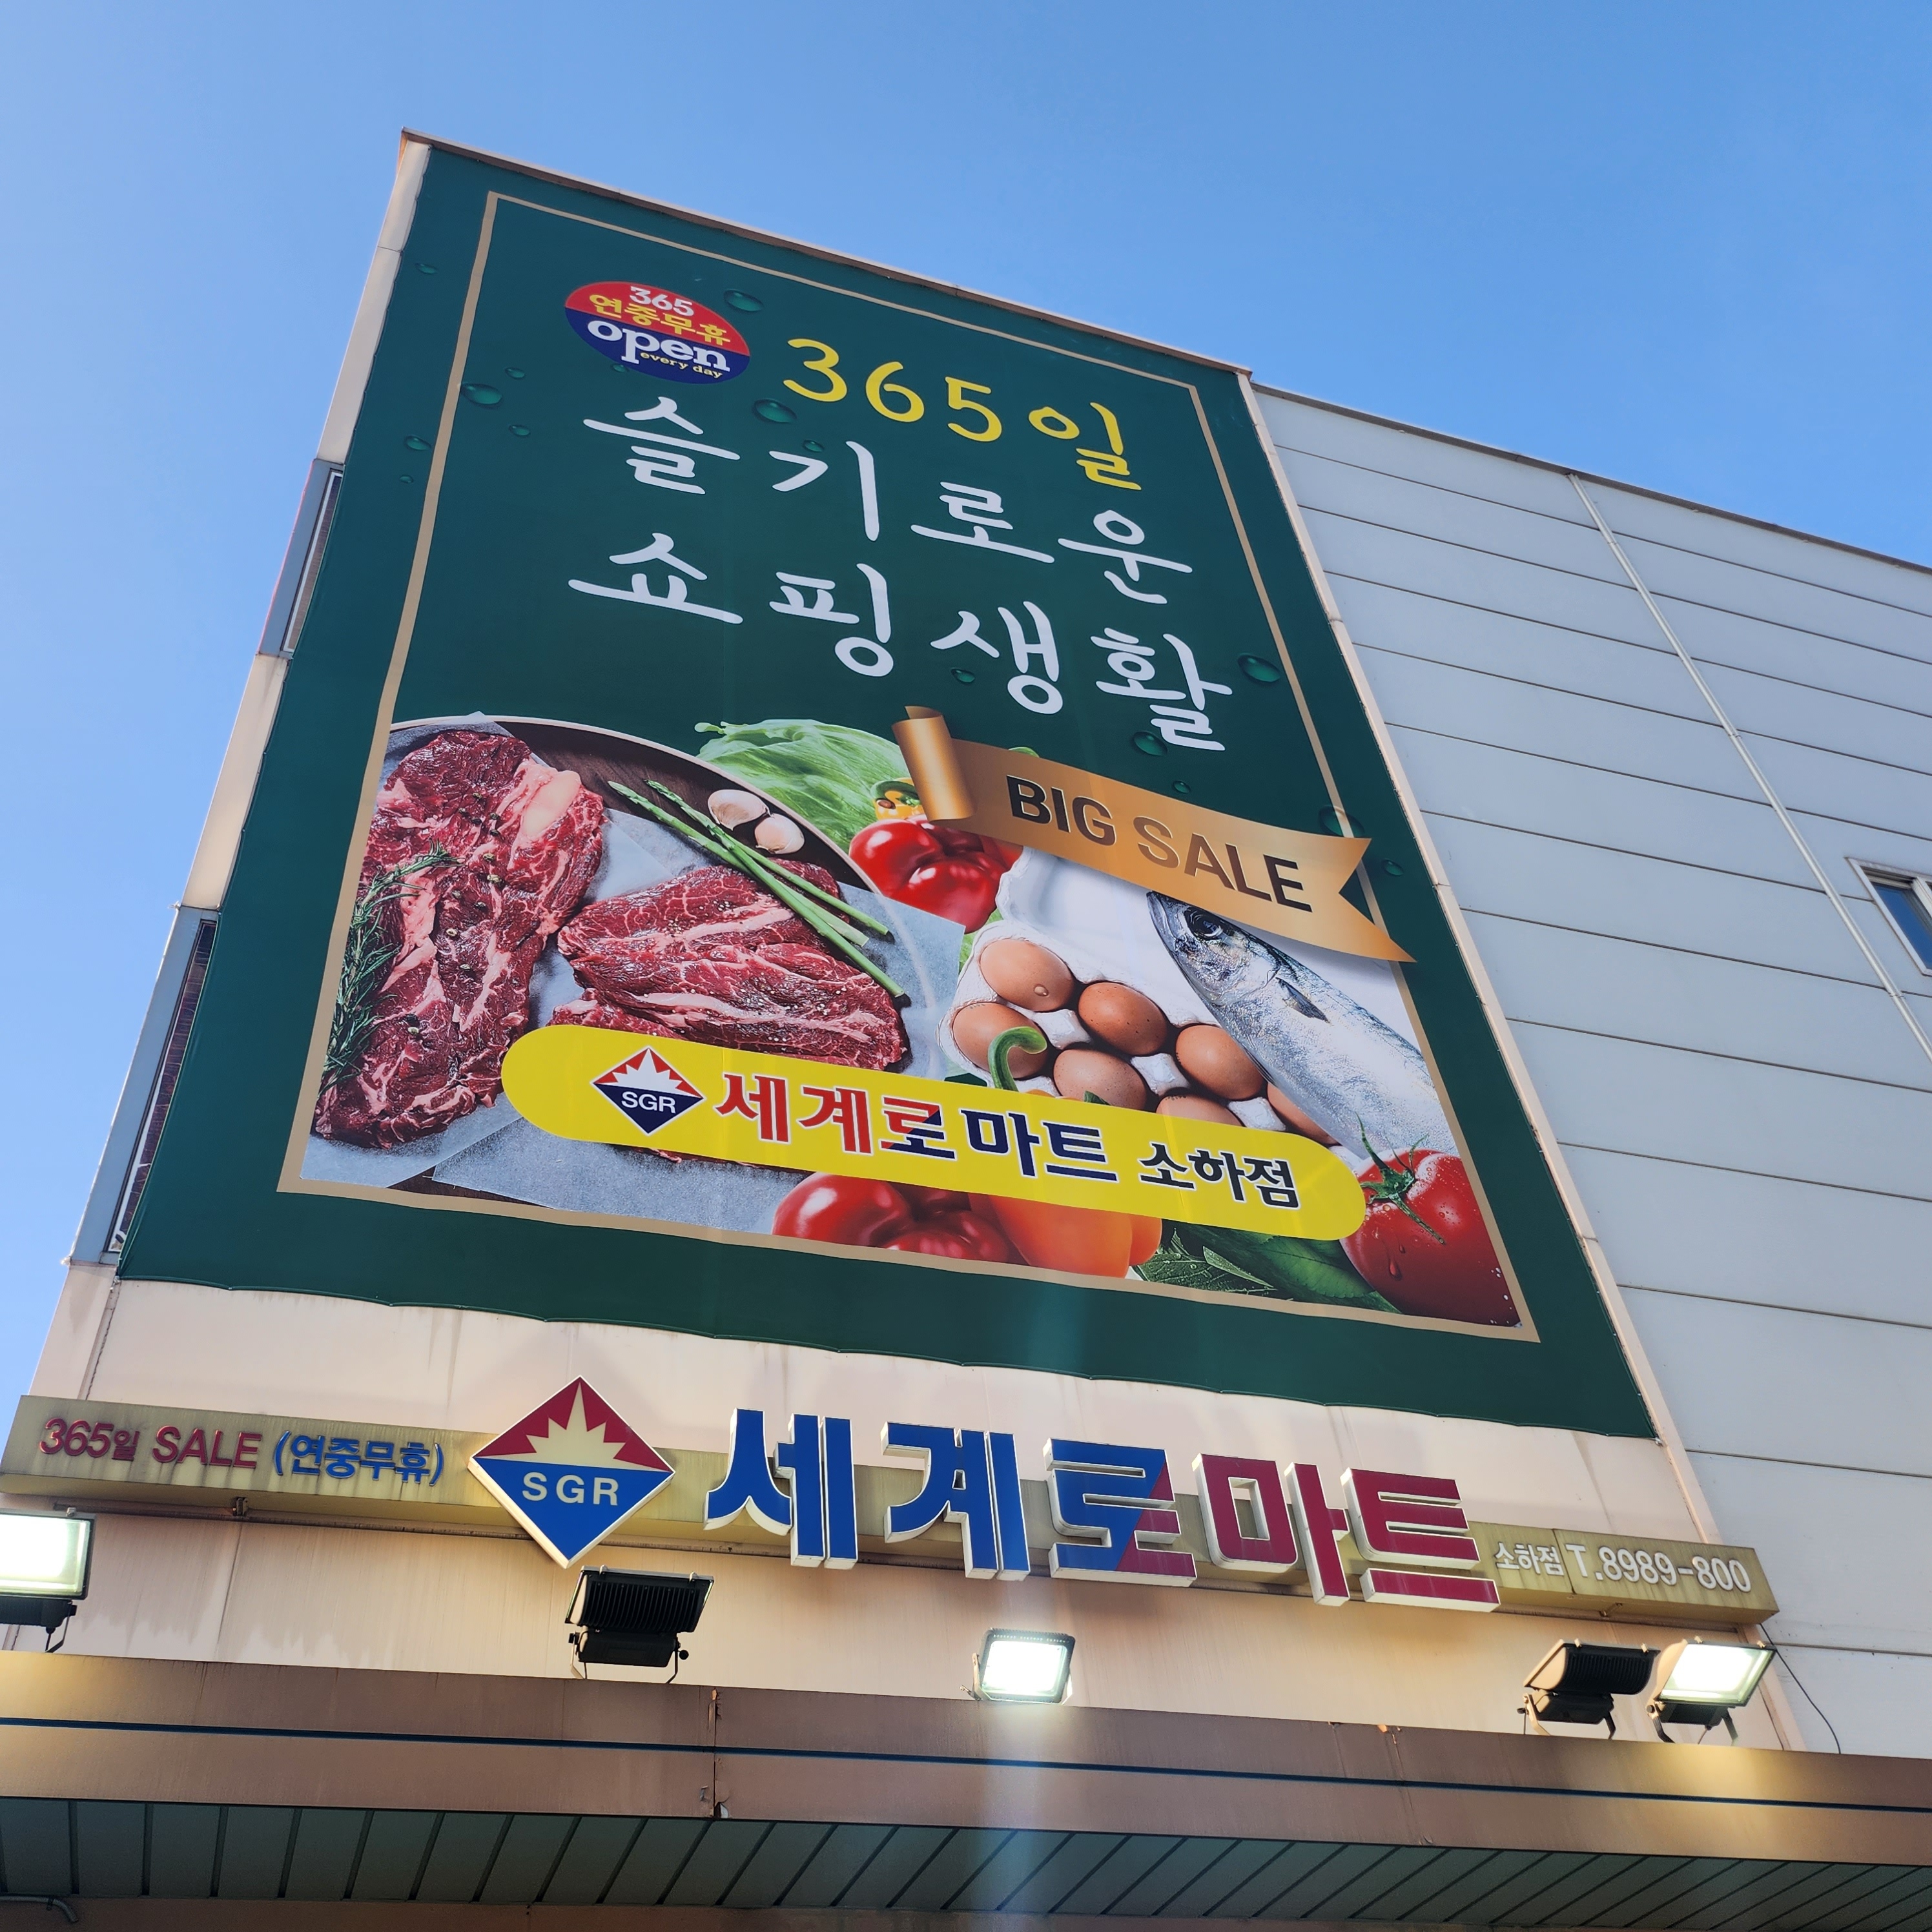 365
연중무휴
open
every day
365일
슬기로운
쇼핑생활
BIG SALE
SGR 세계로마트 소하점
365일 SALE (연중무휴) SGR 세계로마트 소하점 T.8989-800